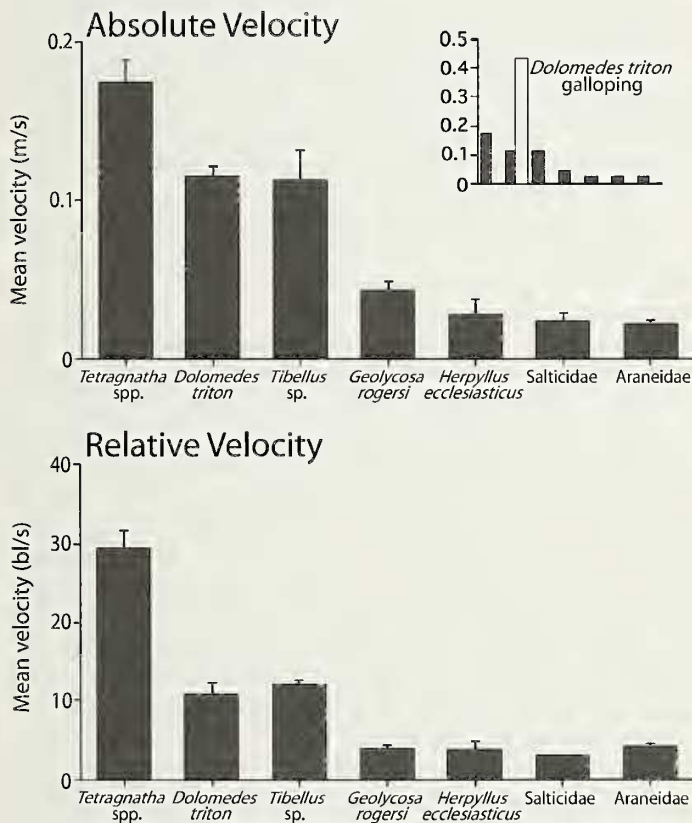 Absolute Velocity
0.2
0.1
0
Mean velocity (m/s)
0.5
0.4
0.3
0.2
0.1
0
Dolomedes triton
galloping
Tetragnatha
spp.
Dolomedes
triton
Tibellus
sp.
Geolycosa
rogersi
Herpyllus
ecclesiasticus
Salticidae
Araneidae
Relative Velocity
40
30
20
10
0
Mean velocity (bl/s)
Tetragnatha
spp.
Dolomedes
triton
Tibellus
sp.
Geolycosa
rogersi
Herpyllus
ecclesiasticus
Salticidae
Araneidae